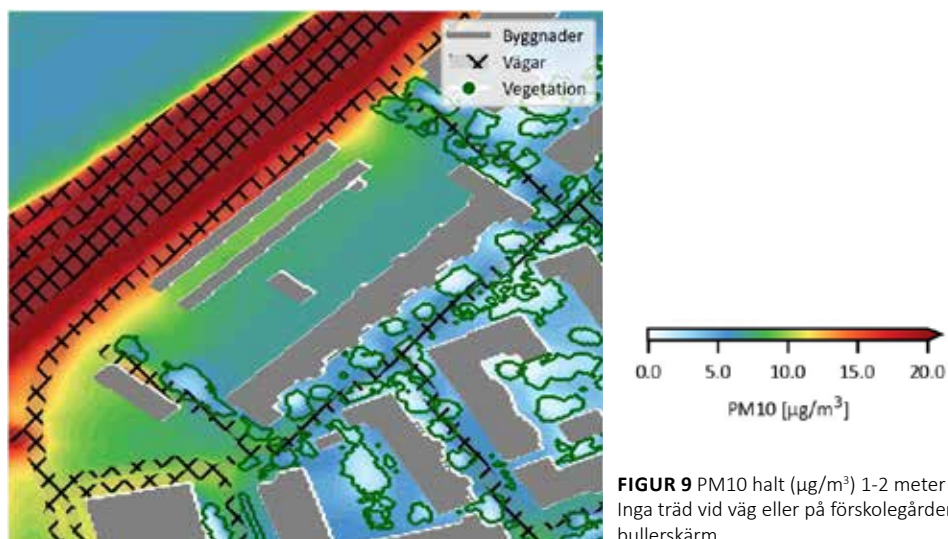 Byggnader
Vägar
Vegetation
0.0 5.0 10.0 15.0 20.0
PM10 [µg/m³]
FIGUR 9 PM10 halt (µg/m³) 1-2 meter
Inga träd vid väg eller på förskolegården
bullerskärm